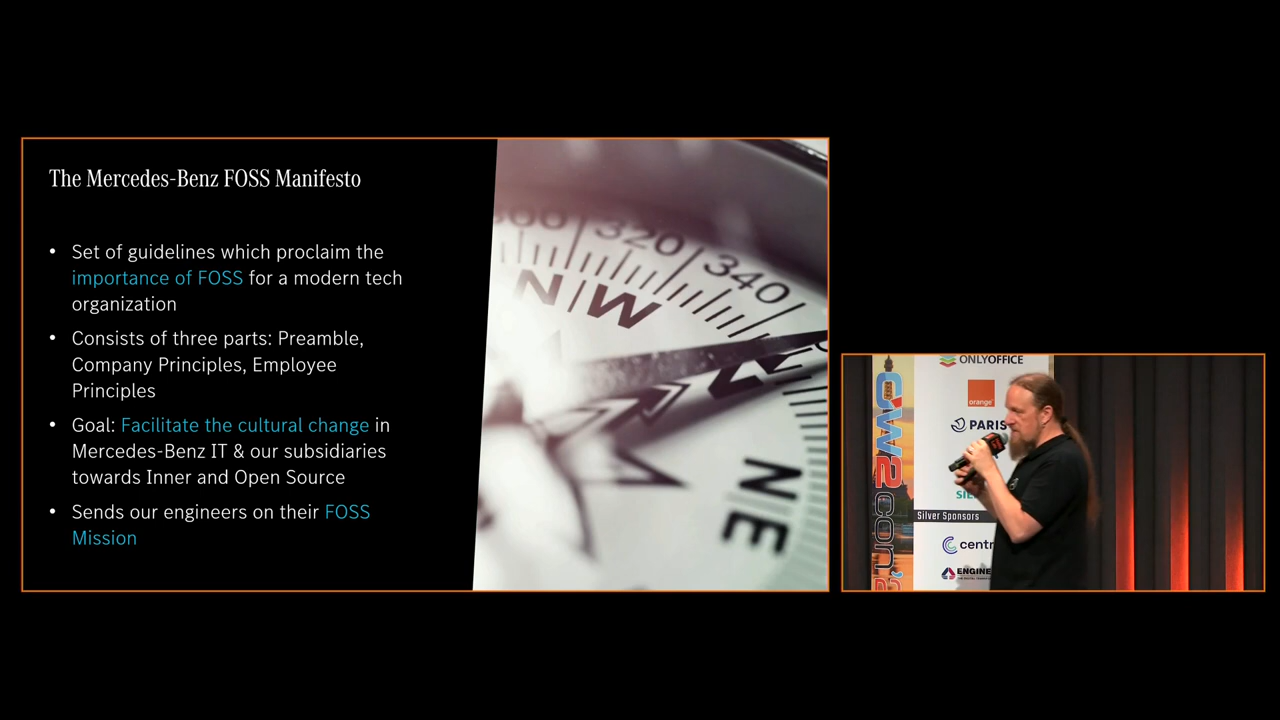 The Mercedes-Benz FOSS Manifesto
• Set of guidelines which proclaim the
importance of FOSS for a modern tech
organization
• Consists of three parts: Preamble,
Company Principles, Employee
Principles
• Goal: Facilitate the cultural change in
Mercedes-Benz IT & our subsidiaries
towards Inner and Open Source
• Sends our engineers on their FOSS
Mission
320
340
N
W
N
NE
ONLYOFFICE
orange
PARIS
Silver Sponsors
OW2con'